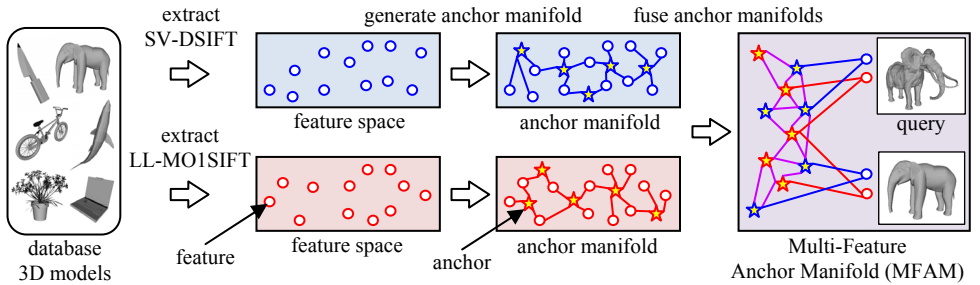 extract
SV-DSIFT
generate anchor manifold
fuse anchor manifolds
feature space
anchor manifold
query
extract
LL-MO1SIFT
feature
feature space
anchor
anchor manifold
database
3D models
Multi-Feature
Anchor Manifold (MFAM)